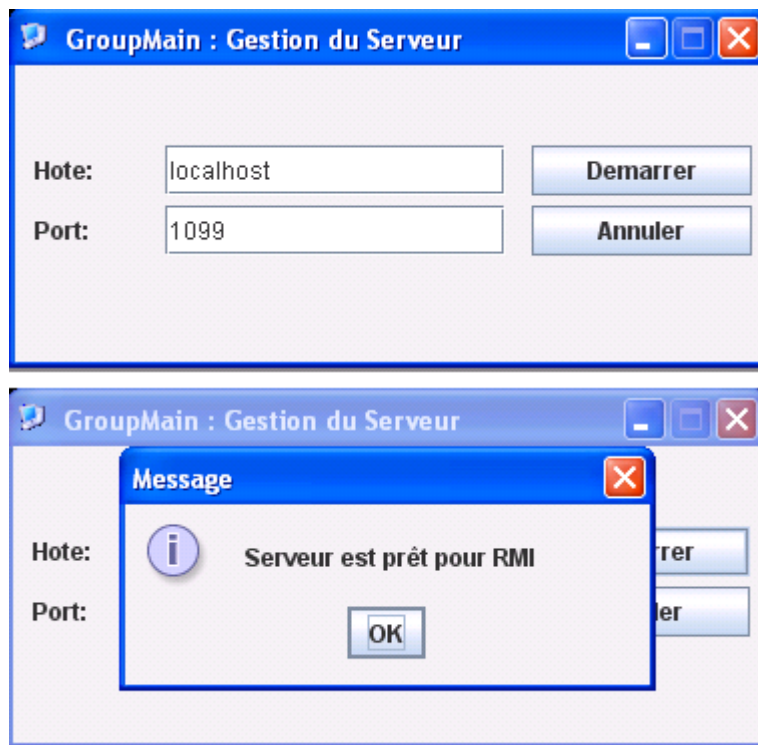 GroupMain : Gestion du Serveur
Hote: localhost Demarrer
Port: 1099 Annuler
GroupMain : Gestion du Serveur
Message
Hote: Serveur est prêt pour RMI rrer
Port: OK ler